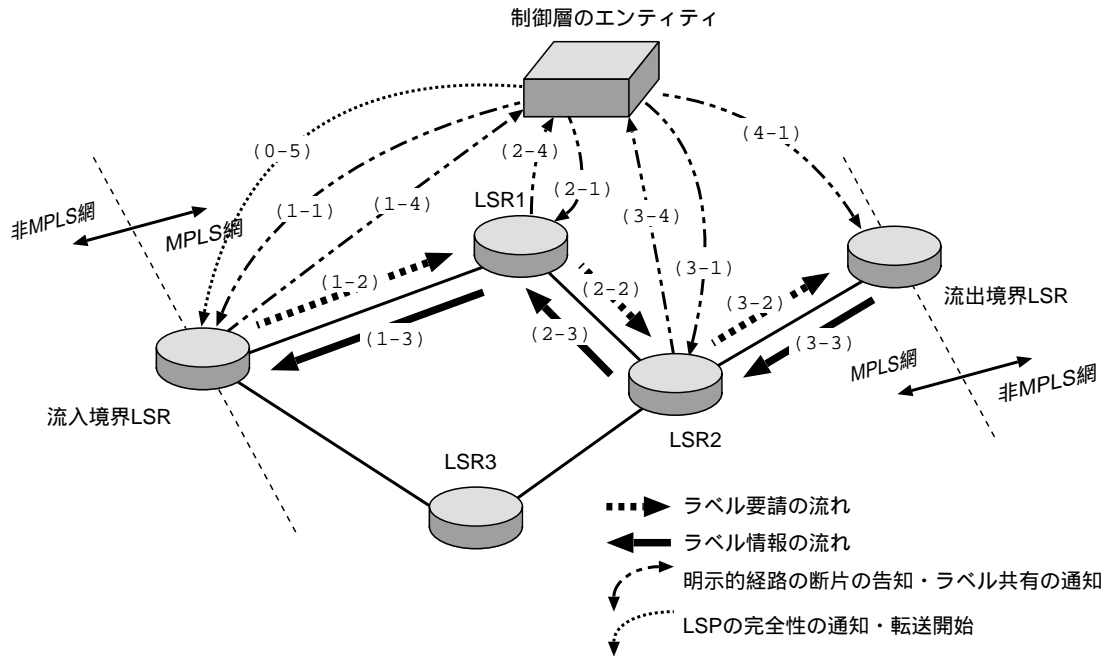 制御層のエンティティ
(0-5)
(1-1)
(1-4)
(2-4)
(2-1)
(3-4)
(3-1)
(4-1)
LSR1
非MPLS網
MPLS網
(1-2)
(1-3)
(2-2)
(2-3)
(3-2)
(3-3)
流出境界LSR
MPLS網
非MPLS網
流入境界LSR
LSR2
LSR3
ラベル要請の流れ
ラベル情報の流れ
明示的経路の断片の告知・ラベル共有の通知
LSPの完全性の通知・転送開始